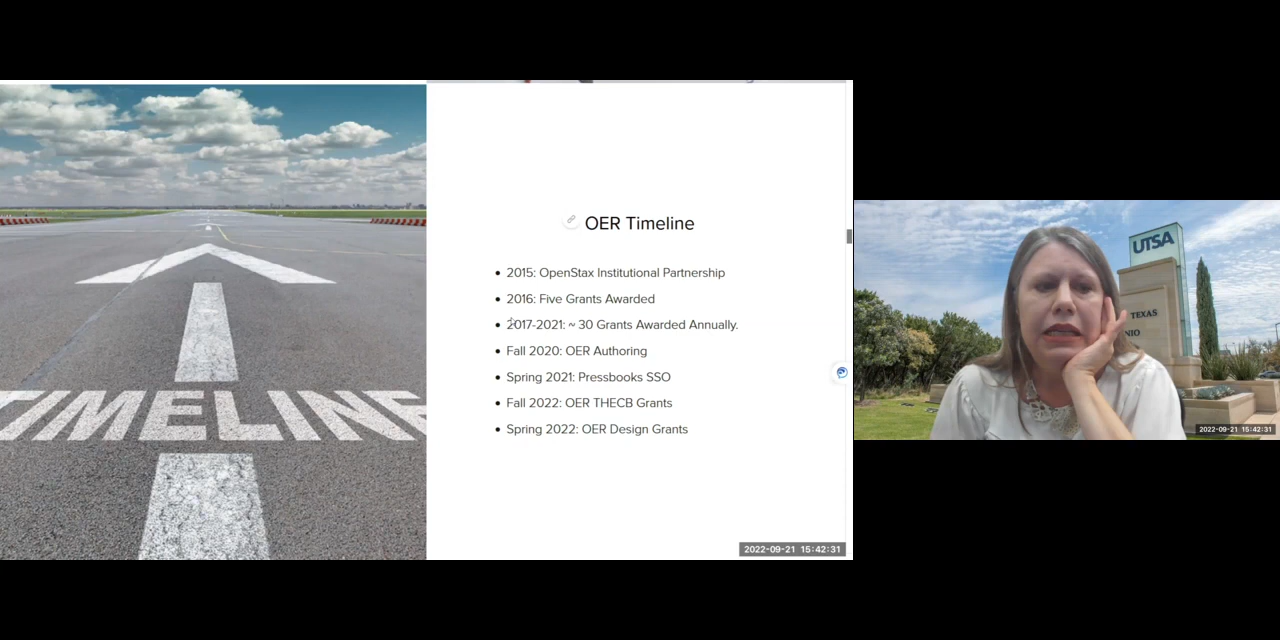 TIMELINE
OER Timeline
2015: OpenStax Institutional Partnership
2016: Five Grants Awarded
2017-2021: ~ 30 Grants Awarded Annually.
Fall 2020: OER Authoring
Spring 2021: Pressbooks SSO
Fall 2022: OER THECB Grants
Spring 2022: OER Design Grants
2022-09-21 15:42:31
UTSA
TEXAS
NIO
2022-09-21 15:42:31